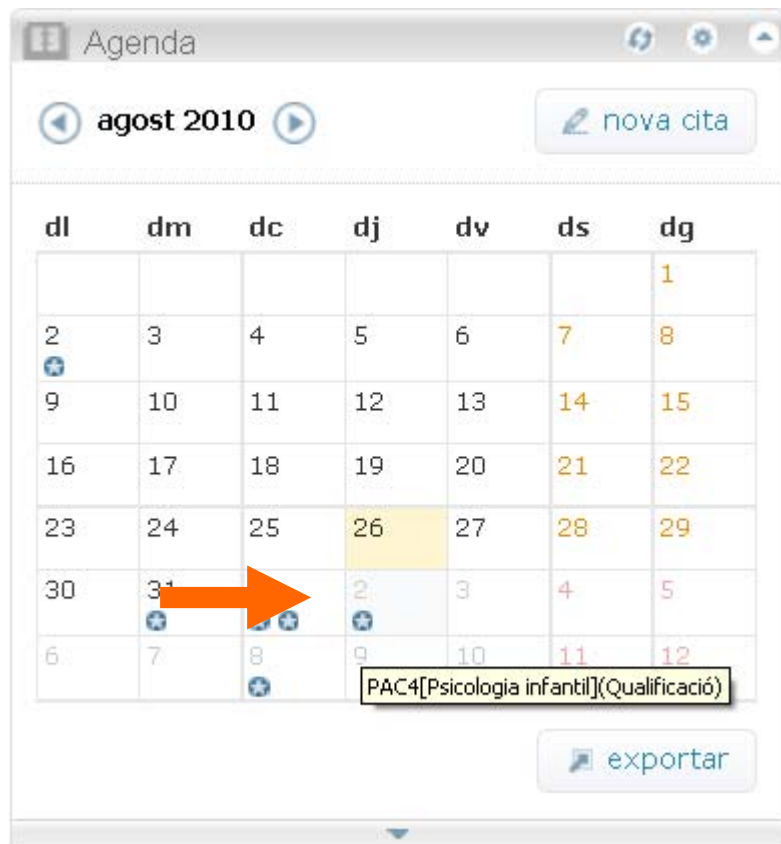 Agenda
agost 2010
nova cita
dl dm dc dj dv ds dg
1
2 3 4 5 6 7 8
9 10 11 12 13 14 15
16 17 18 19 20 21 22
23 24 25 26 27 28 29
30 31 2 3 4 5
6 7 8 9 10 11 12
PAC4[Psicologia infantil](Qualificació)
exportar